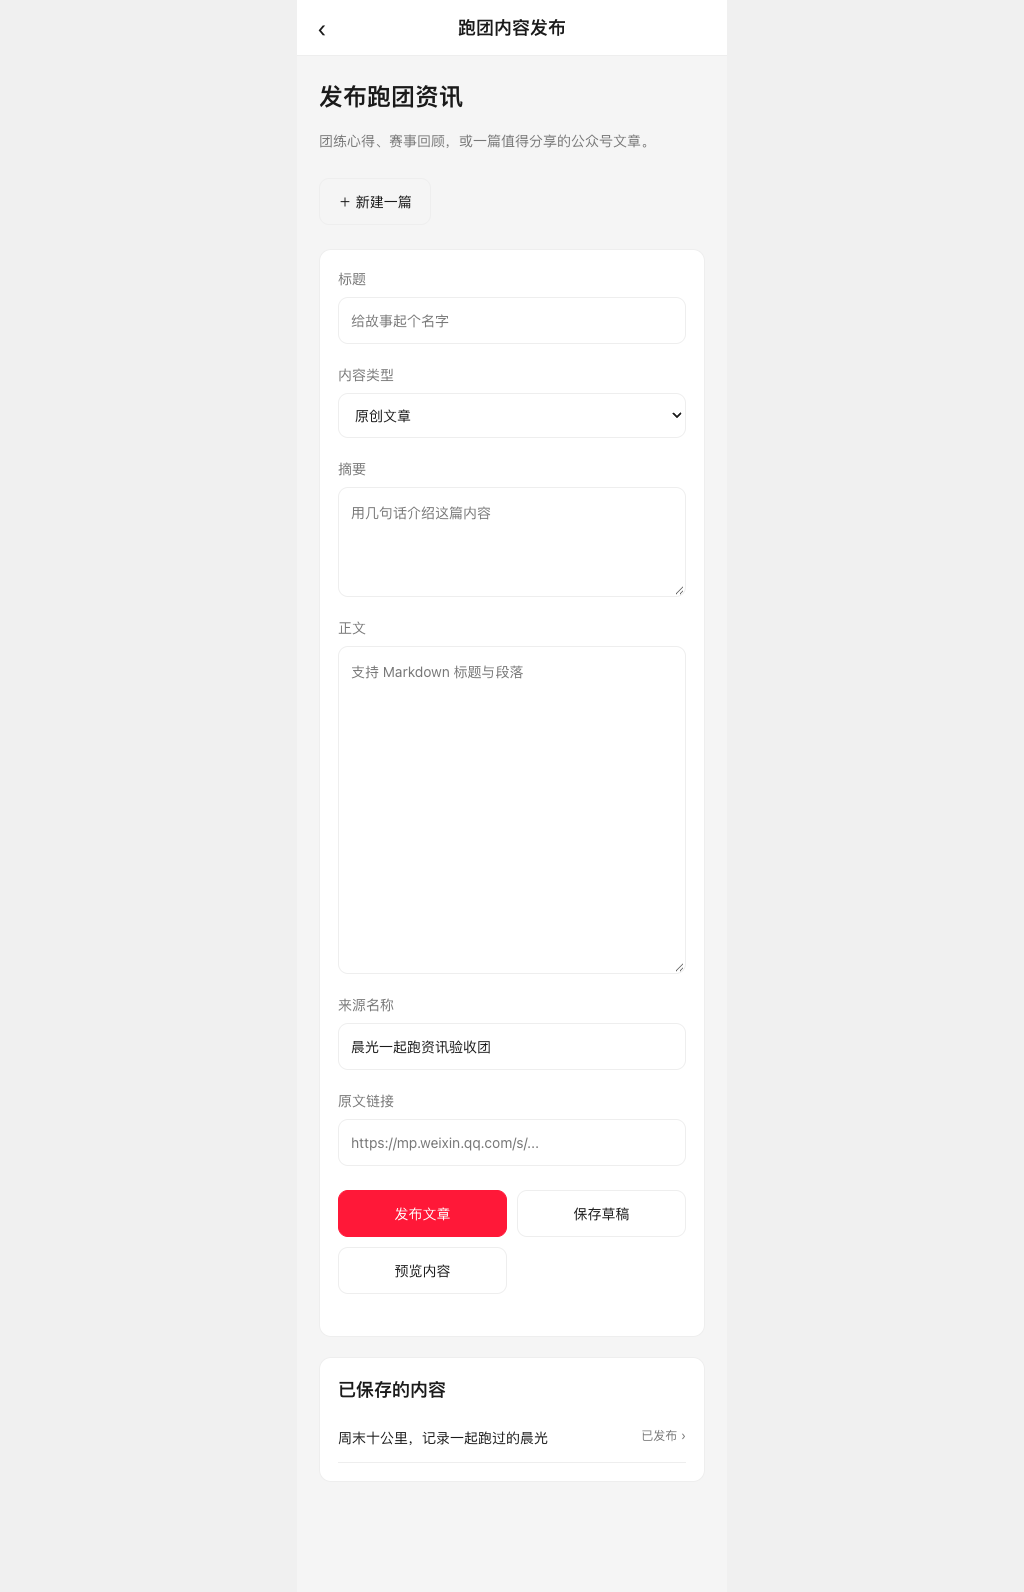 ‹
跑团内容发布
发布跑团资讯
团练心得、赛事回顾，或一篇值得分享的公众号文章。
＋ 新建一篇
标题
给故事起个名字
内容类型
原创文章
摘要
用几句话介绍这篇内容
正文
支持 Markdown 标题与段落
来源名称
晨光一起跑资讯验收团
原文链接
https://mp.weixin.qq.com/s/...
发布文章
保存草稿
预览内容
已保存的内容
周末十公里，记录一起跑过的晨光
已发布 ›